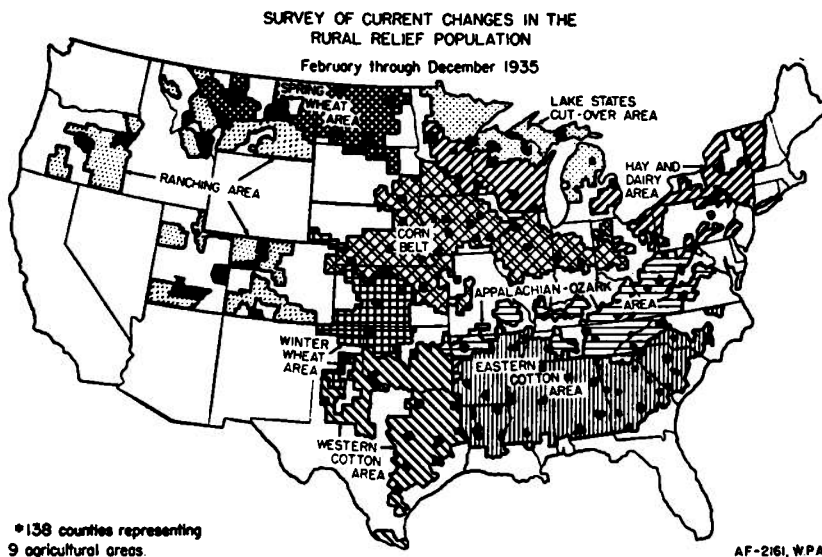 SURVEY OF CURRENT CHANGES IN THE
RURAL RELIEF POPULATION
February through December 1935
SPRING
WHEAT
AREA
LAKE STATES
CUT-OVER AREA
HAY AND
DAIRY
AREA
RANCHING AREA
CORN
BELT
APPALACHIAN-OZARK
AREA
WINTER
WHEAT
AREA
EASTERN
COTTON
AREA
WESTERN
COTTON
AREA
*138 counties representing
9 agricultural areas.
AF-2161, W.P.A.